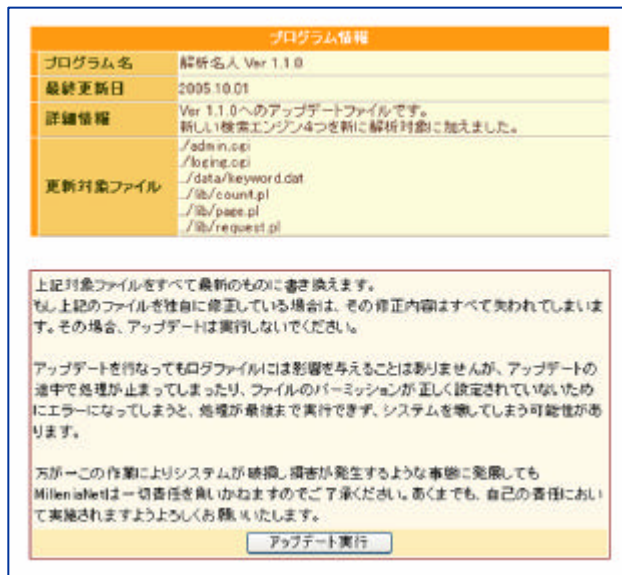 プログラム情報
プログラム名 解析名人 Ver 1.1.0
最終更新日 2005.10.01
詳細情報 Ver 1.1.0へのアップデートファイルです。
新しい検索エンジン4つを新に解析対象に加えました。
更新対象ファイル ./admin.cgi
./loging.cgi
./data/keyword.dat
./lib/count.pl
./lib/page.pl
./lib/request.pl
上記対象ファイルをすべて最新のものに書き換えます。
もし上記のファイルを独自に修正している場合は、その修正内容はすべて失われてしまいま
す。その場合、アップデートは実行しないでください。
アップデートを行なってもログファイルには影響を与えることはありませんが、アップデートの
途中で処理が止まってしまったり、ファイルのパーミッションが正しく設定されていないため
にエラーになってしまうと、処理が最後まで実行できず、システムを壊してしまう可能性があ
ります。
万が一この作業によりシステムが破損し損害が発生するような事態に発展しても
MilleniaNetは一切責任を負いかねますのでご了承ください。あくまでも、自己の責任におい
て実施されますようよろしくお願いいたします。
アップデート実行